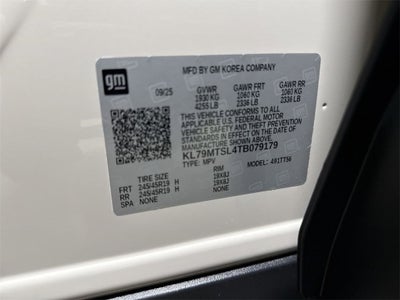 gm
MFD BY GM KOREA COMPANY
09/25 GVWR GAWR FRT GAWR RR
1930 KG 1060 KG 1060 KG
4255 LB 2336 LB 2336 LB
THIS VEHICLE CONFORMS TO ALL
APPLICABLE U.S. FEDERAL MOTOR
VEHICLE SAFETY AND THEFT PREVENTION
STANDARDS IN EFFECT ON THE DATE OF
MANUFACTURE SHOWN ABOVE.
KL79MTSL4TB079179
TYPE: MPV MODEL: 491TT56
TIRE SIZE RIM
FRT 245/45R19 H 19X8J
RR 245/45R19 H 19X8J
SPA NONE NONE